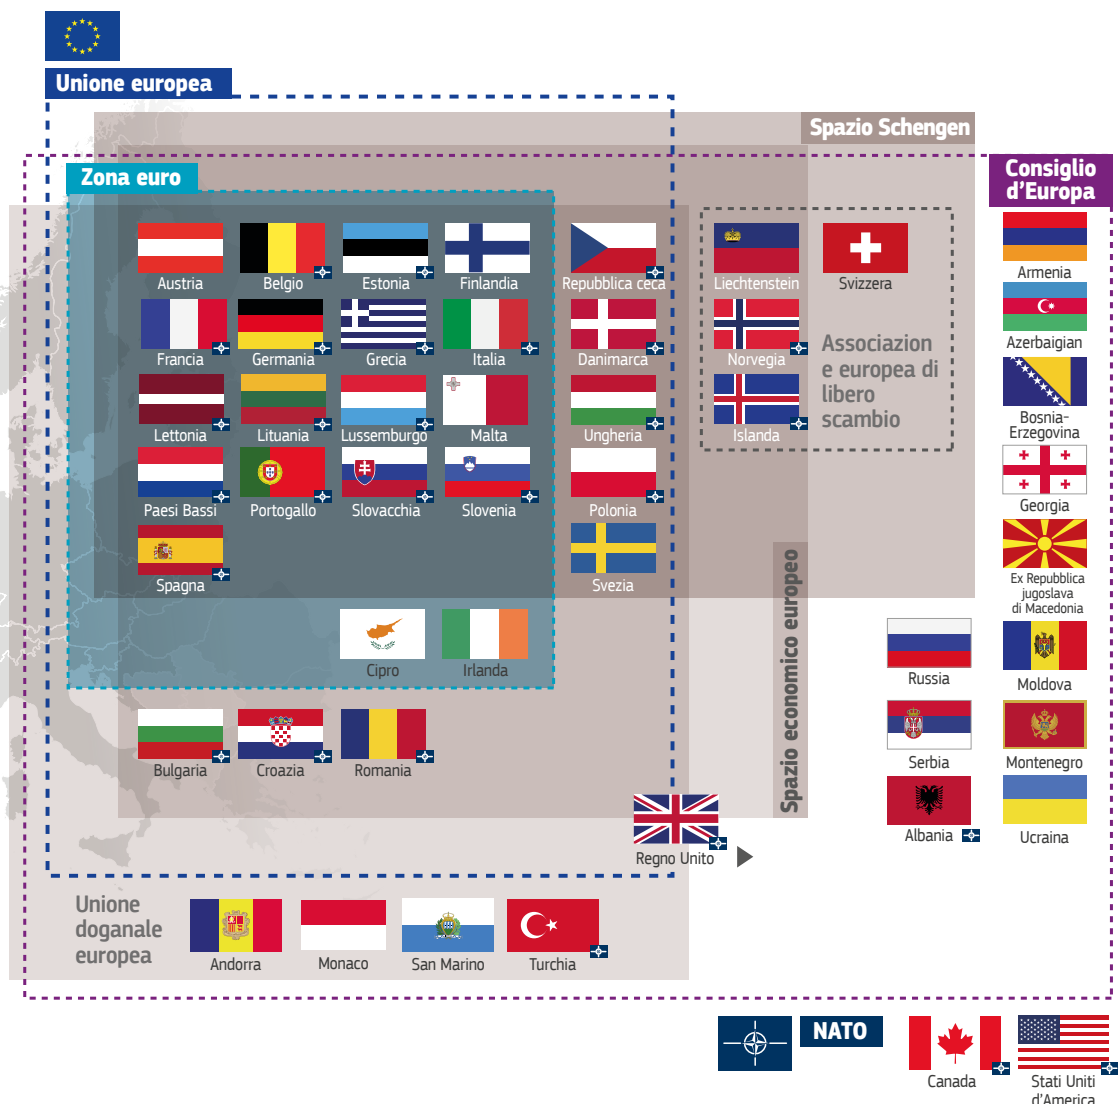 Unione europea
Spazio Schengen
Consiglio
d’Europa
Zona euro
Austria
Belgio
Estonia
Finlandia
Repubblica ceca
Liechtenstein
Svizzera
Armenia
Francia
Germania
Grecia
Italia
Danimarca
Norvegia
Associazion
e europea di
libero
scambio
Azerbaigian
Lettonia
Lituania
Lussemburgo
Malta
Ungheria
Islanda
Bosnia-
Erzegovina
Paesi Bassi
Portogallo
Slovacchia
Slovenia
Polonia
Georgia
Spagna
Svezia
Ex Repubblica
jugoslava
di Macedonia
Cipro
Irlanda
Spazio economico europeo
Russia
Moldova
Bulgaria
Croazia
Romania
Serbia
Montenegro
Regno Unito
Albania
Ucraina
Unione
doganale
europea
Andorra
Monaco
San Marino
Turchia
NATO
Canada
Stati Uniti
d’America